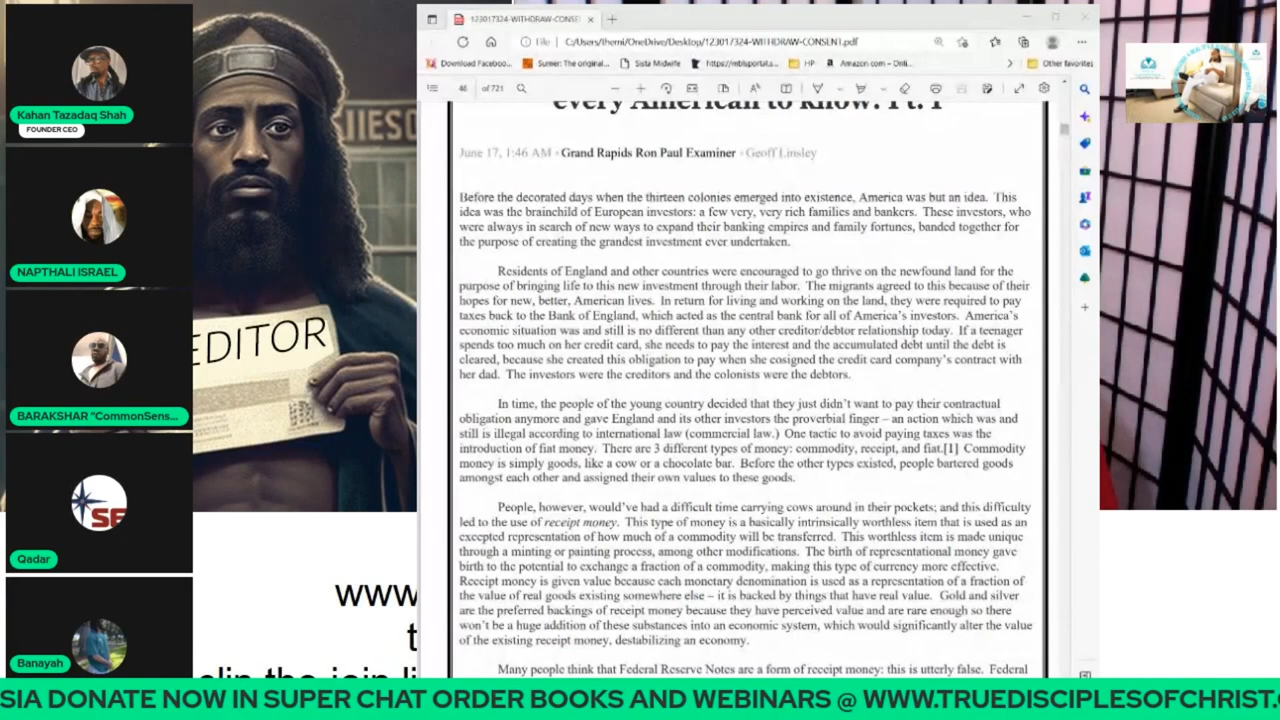 Kahan Tazadaq Shah
FOUNDER CEO
NAPTHALI ISRAEL
BARAKSHAR "CommonSens...
Qadar
SE
Banayah
EDITOR
123017324-WITHDRAW-CONSE
File
C:/Users/themi/OneDrive/Desktop/123017324-WITHDRAW-CONSENT.pdf
Download Faceboo...
Sumer: The original...
Sista Midwife
https://mblsportal.s...
HP
Amazon.com – Onli...
Other favorites
46 of 721
every American to know: Pt. 1
June 17, 1:46 AM · Grand Rapids Ron Paul Examiner · Geoff Linsley
Before the decorated days when the thirteen colonies emerged into existence, America was but an idea. This
idea was the brainchild of European investors: a few very, very rich families and bankers. These investors, who
were always in search of new ways to expand their banking empires and family fortunes, banded together for
the purpose of creating the grandest investment ever undertaken.
Residents of England and other countries were encouraged to go thrive on the newfound land for the
purpose of bringing life to this new investment through their labor. The migrants agreed to this because of their
hopes for new, better, American lives. In return for living and working on the land, they were required to pay
taxes back to the Bank of England, which acted as the central bank for all of America's investors. America's
economic situation was and still is no different than any other creditor/debtor relationship today. If a teenager
spends too much on her credit card, she needs to pay the interest and the accumulated debt until the debt is
cleared, because she created this obligation to pay when she cosigned the credit card company's contract with
her dad. The investors were the creditors and the colonists were the debtors.
In time, the people of the young country decided that they just didn't want to pay their contractual
obligation anymore and gave England and its other investors the proverbial finger – an action which was and
still is illegal according to international law (commercial law.) One tactic to avoid paying taxes was the
introduction of fiat money. There are 3 different types of money: commodity, receipt, and fiat.[1] Commodity
money is simply goods, like a cow or a chocolate bar. Before the other types existed, people bartered goods
amongst each other and assigned their own values to these goods.
People, however, would've had a difficult time carrying cows around in their pockets; and this difficulty
led to the use of receipt money. This type of money is a basically intrinsically worthless item that is used as an
excepted representation of how much of a commodity will be transferred. This worthless item is made unique
through a minting or painting process, among other modifications. The birth of representational money gave
birth to the potential to exchange a fraction of a commodity, making this type of currency more effective.
Receipt money is given value because each monetary denomination is used as a representation of a fraction of
the value of real goods existing somewhere else – it is backed by things that have real value. Gold and silver
are the preferred backings of receipt money because they have perceived value and are rare enough so there
won't be a huge addition of these substances into an economic system, which would significantly alter the value
of the existing receipt money, destabilizing an economy.
Many people think that Federal Reserve Notes are a form of receipt money: this is utterly false. Federal
www
SIA DONATE NOW IN SUPER CHAT ORDER BOOKS AND WEBINARS @ WWW.TRUEDISCIPLESOFCHRIST.